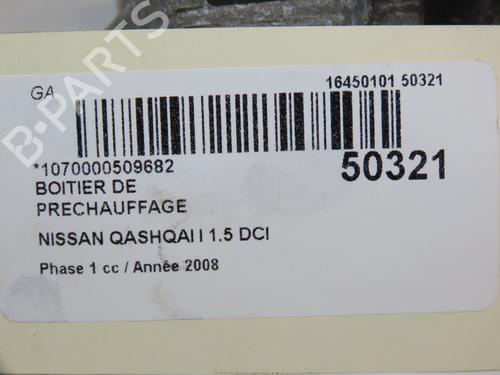 B-PARTS
GA
16450101 50321
*1070000509682
50321
BOITIER DE
PRECHAUFFAGE
NISSAN QASHQAI I 1.5 DCI
Phase 1 cc / Année 2008